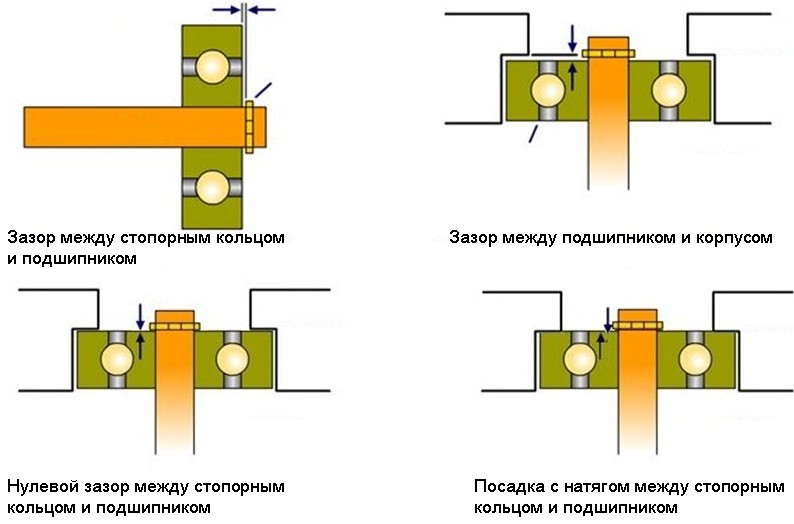 Зазор между стопорным кольцом
и подшипником
Зазор между подшипником и корпусом
Нулевой зазор между стопорным
кольцом и подшипником
Посадка с натягом между стопорным
кольцом и подшипником